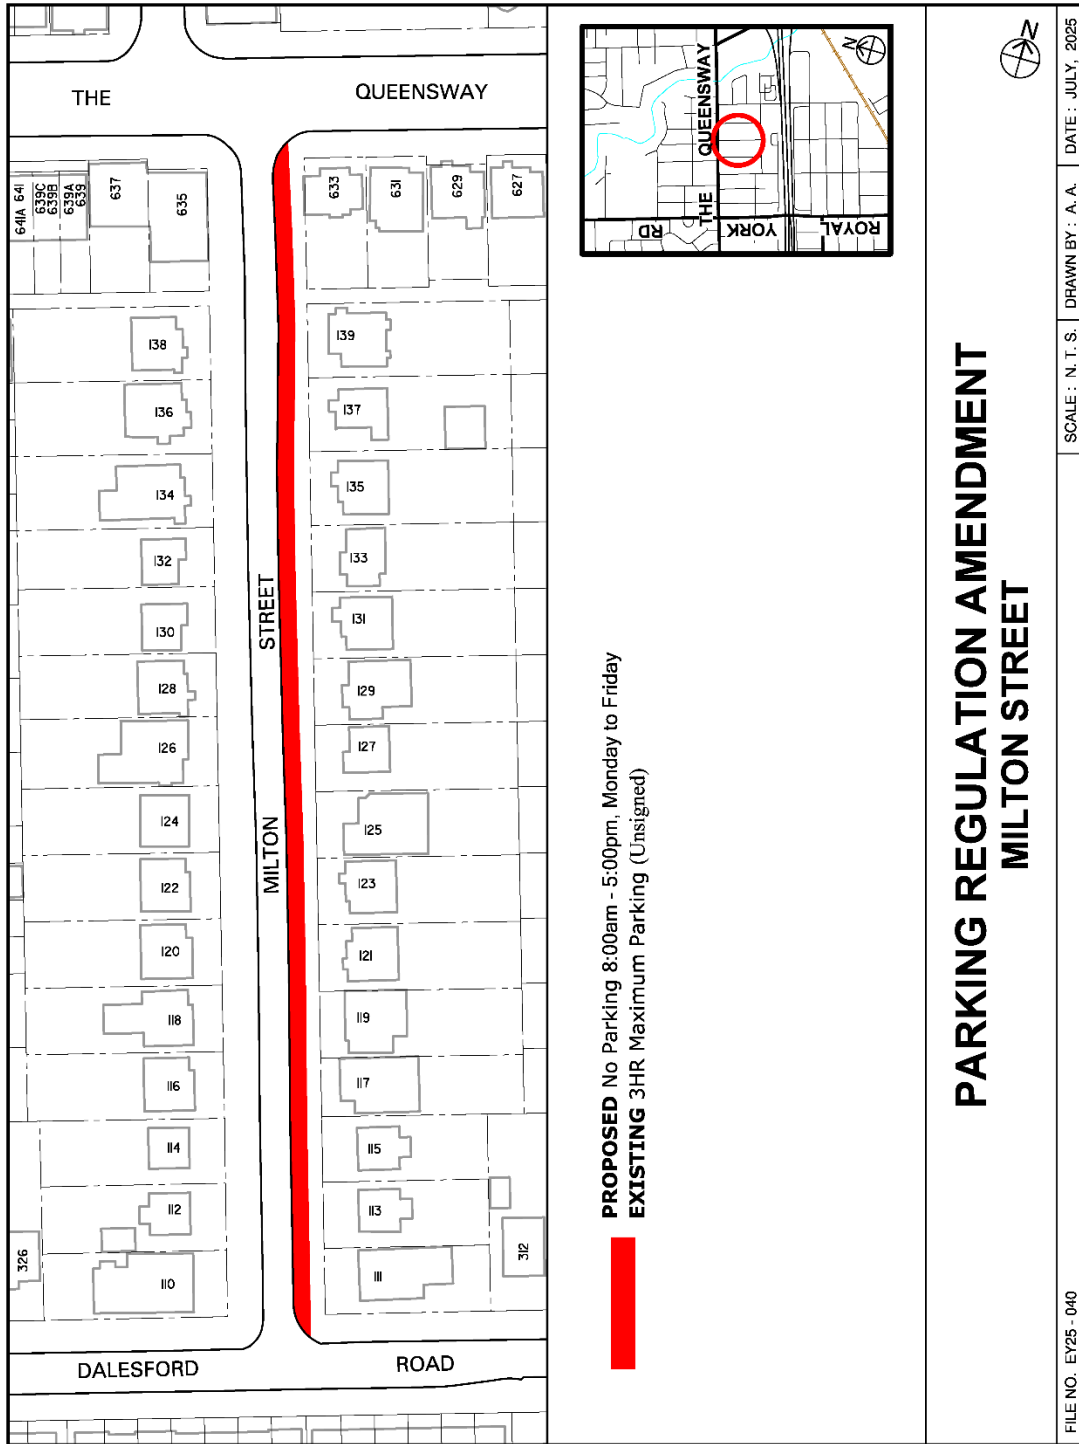 THE QUEENSWAY
641A 641
639C
639B
639A
639
637
635
633
631
629
627
138
136
134
132
130
128
126
124
122
120
118
116
114
112
110
326
139
137
135
133
131
129
127
125
123
121
119
117
115
113
111
312
MILTON STREET
DALESFORD ROAD
THE QUEENSWAY
ROYAL YORK RD
N
PROPOSED No Parking 8:00am - 5:00pm, Monday to Friday
EXISTING 3HR Maximum Parking (Unsigned)
N
PARKING REGULATION AMENDMENT
MILTON STREET
FILE NO. EY25 - 040
SCALE : N. T. S.
DRAWN BY : A. A.
DATE : JULY, 2025